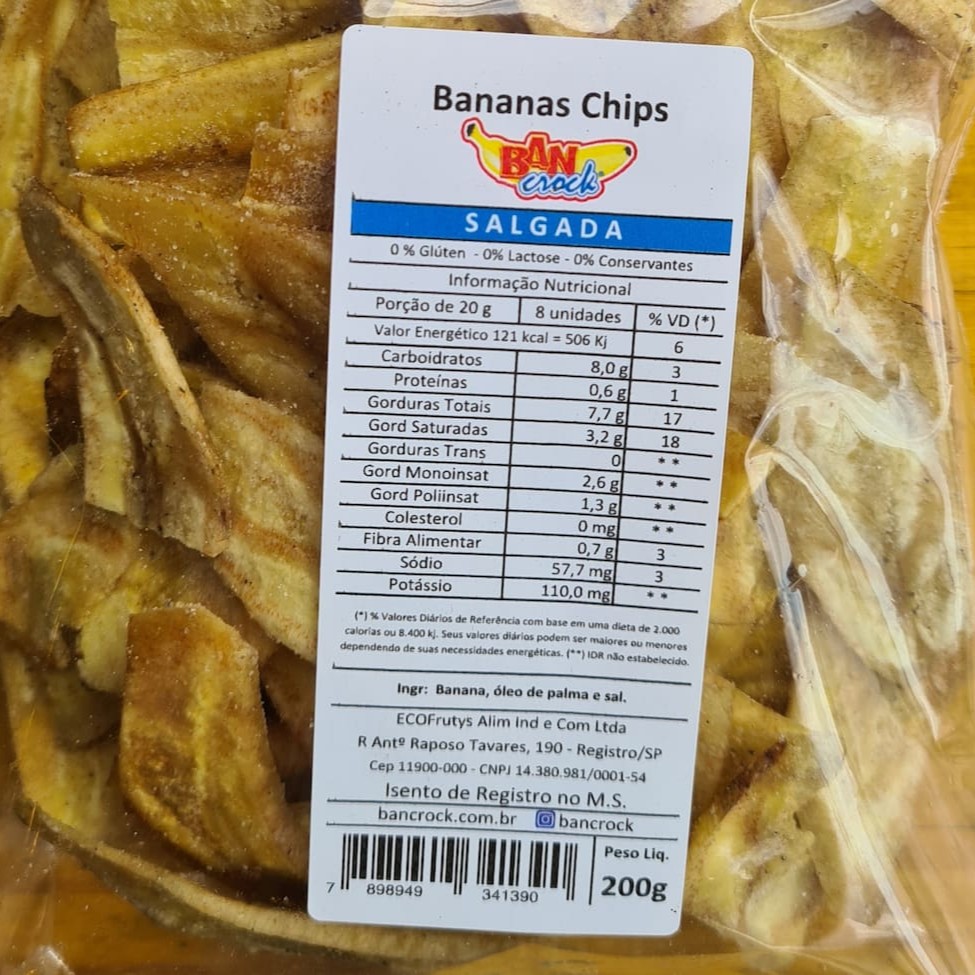 Bananas Chips
BAN
crock
SALGADA
0 % Glúten - 0% Lactose - 0% Conservantes
Informação Nutricional
Porção de 20 g 8 unidades % VD (*)
Valor Energético 121 kcal = 506 Kj 6
Carboidratos 8,0 g 3
Proteínas 0,6 g 1
Gorduras Totais 7,7 g 17
Gord Saturadas 3,2 g 18
Gorduras Trans 0 **
Gord Monoinsat 2,6 g **
Gord Poliinsat 1,3 g **
Colesterol 0 mg **
Fibra Alimentar 0,7 g 3
Sódio 57,7 mg 3
Potássio 110,0 mg **
(*) % Valores Diários de Referência com base em uma dieta de 2.000
calorias ou 8.400 kj. Seus valores diários podem ser maiores ou menores
dependendo de suas necessidades energéticas. (**) IDR não estabelecido.
Ingr: Banana, óleo de palma e sal.
ECOFrutys Alim Ind e Com Ltda
R Antº Raposo Tavares, 190 - Registro/SP
Cep 11900-000 - CNPJ 14.380.981/0001-54
Isento de Registro no M.S.
bancrock.com.br bancrock
Peso Liq.
200g
7 898949 341390